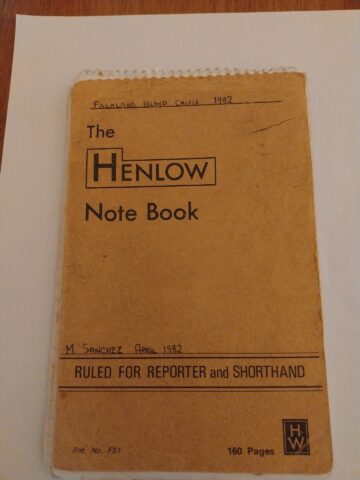 FALKLAND ISLAND CRISIS 1982
The
HENLOW
Note Book
M SANCHEZ APRIL 1982
RULED FOR REPORTER and SHORTHAND
Ref. No. FS1
160 Pages
H
W